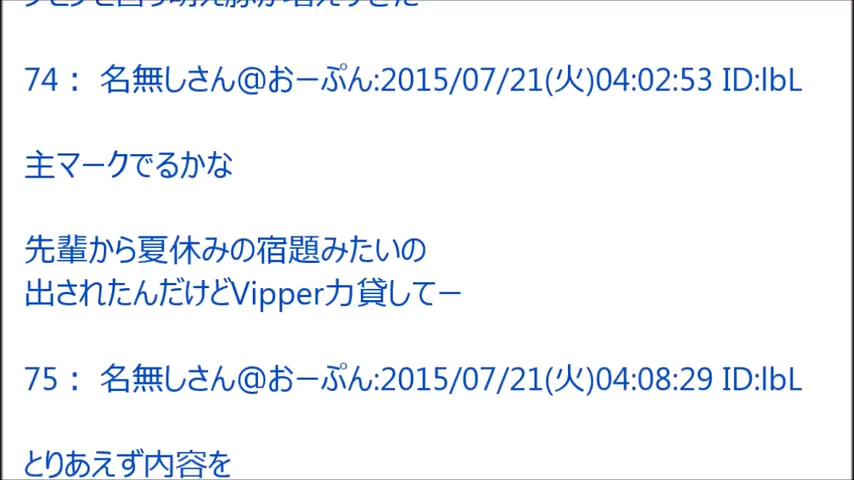 74： 名無しさん＠おーぷん:2015/07/21(火)04:02:53 ID:lbL
主マークでるかな
先輩から夏休みの宿題みたいの
出されたんだけどVipper力貸してー
75： 名無しさん＠おーぷん:2015/07/21(火)04:08:29 ID:lbL
とりあえず内容を